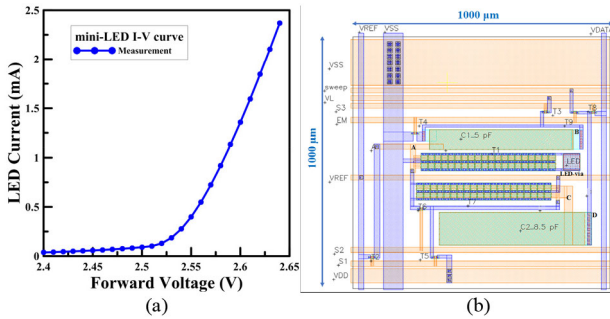 mini-LED I-V curve
Measurement
LED Current (mA)
2.5
2
1.5
1
0.5
0
2.4
2.45
2.5
2.55
2.6
2.65
Forward Voltage (V)
(a)
1000 μm
1000 μm
VREF
VSS
VDATA
VSS
sweep
VL
S3
EM
T4
T3
T8
T9
C1.5 pF
B
A
T1
LED
LED-via
VREF
C
T6
D
C2.8.5 pF
S2
S1
T5
VDD
(b)